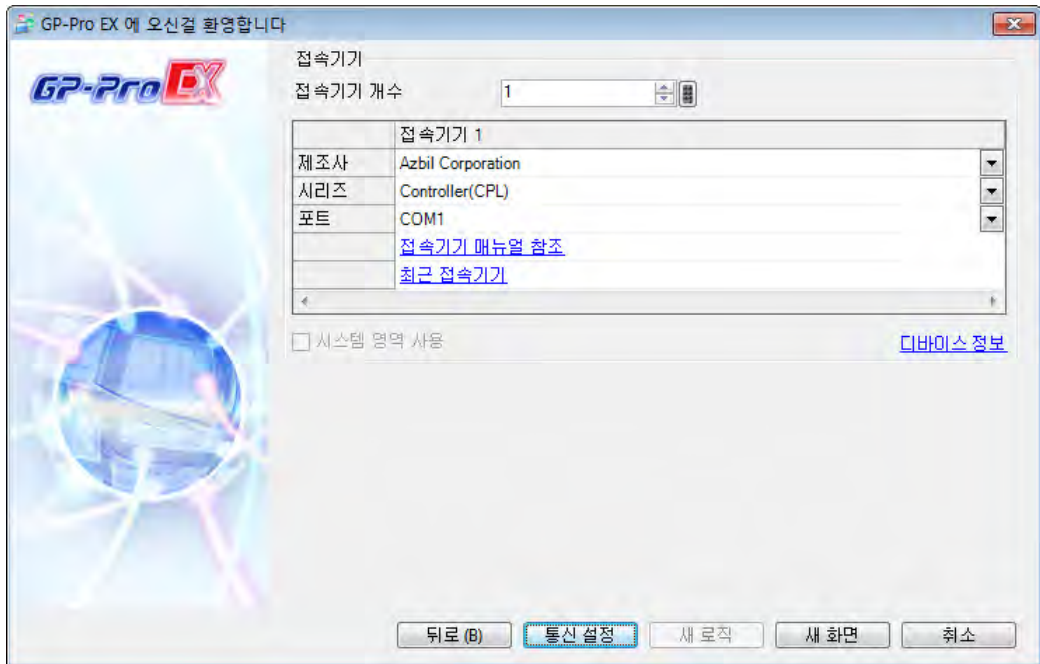 GP-Pro EX 에 오신걸 환영합니다
GP-Pro EX
접속기기
접속기기 개수 1
접속기기 1
제조사 Azbil Corporation
시리즈 Controller(CPL)
포트 COM1
접속기기 매뉴얼 참조
최근 접속기기
시스템 영역 사용 디바이스 정보
뒤로 (B) 통신 설정 새 로직 새 화면 취소